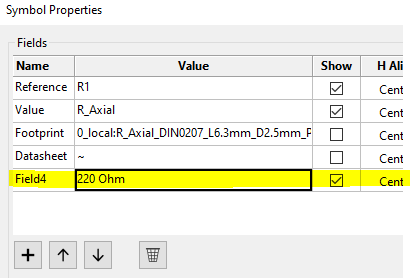 Symbol Properties
Fields
Name Value Show H Ali
Reference R1 Cent
Value R_Axial Cent
Footprint 0_local:R_Axial_DIN0207_L6.3mm_D2.5mm_P Cent
Datasheet ~ Cent
Field4 220 Ohm Cent